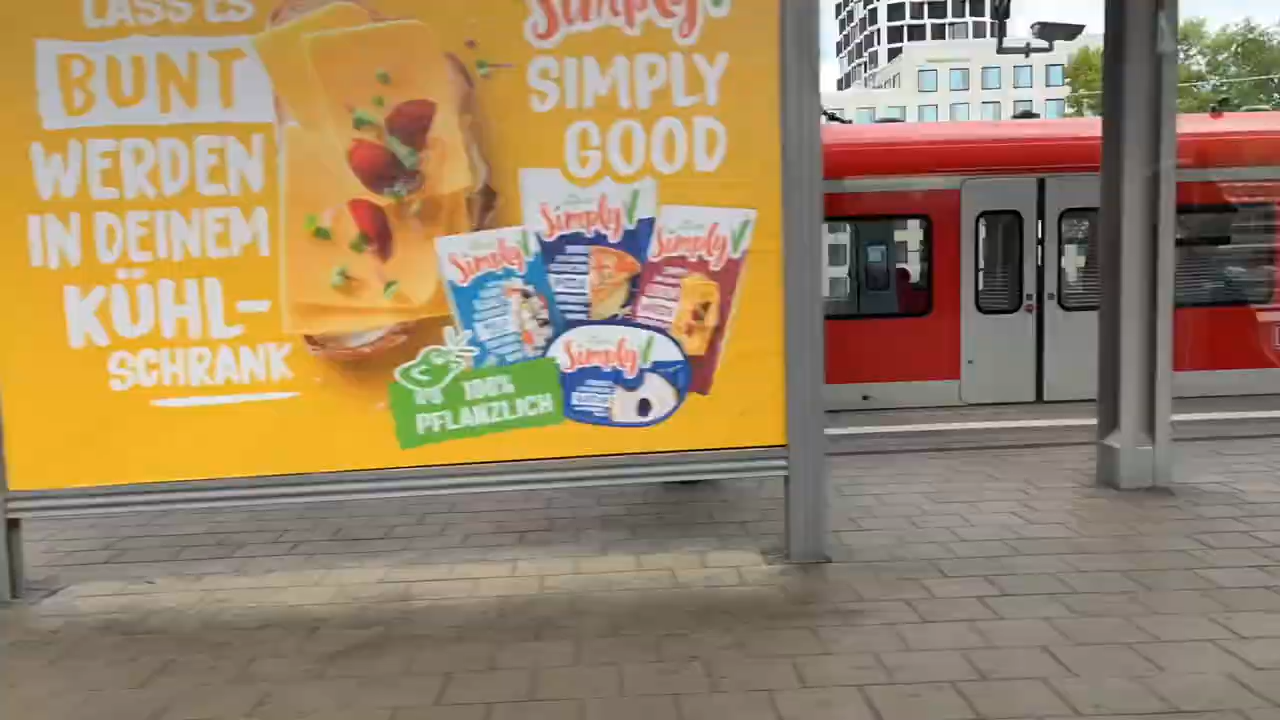 LASS ES
BUNT
WERDEN
IN DEINEM
KÜHL-
SCHRANK
Simply V
SIMPLY
GOOD
Simply V
Simply V
Simply V
Simply V
100%
PFLANZLICH